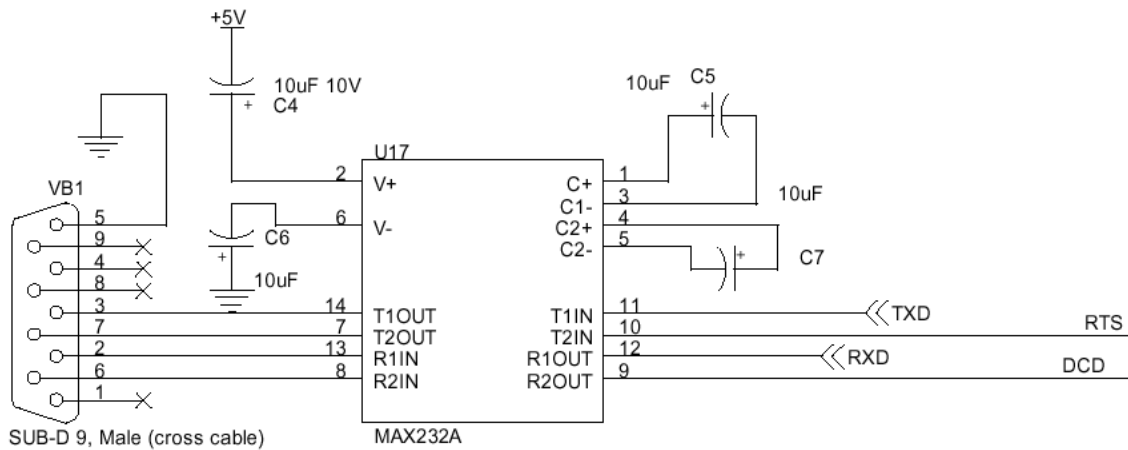 +5V
10uF 10V
+ C4
10uF C5
+
U17
2 V+ C+ 1
VB1
C1- 3
10uF
5
6 V- C2+ 4
9
C6
C2- 5
+ C7
4
+
8
10uF
3 14 T1OUT T1IN 11 TXD
7 7 T2OUT T2IN 10 RTS
2 13 R1IN R1OUT 12 RXD
6 8 R2IN R2OUT 9 DCD
1
SUB-D 9, Male (cross cable)
MAX232A